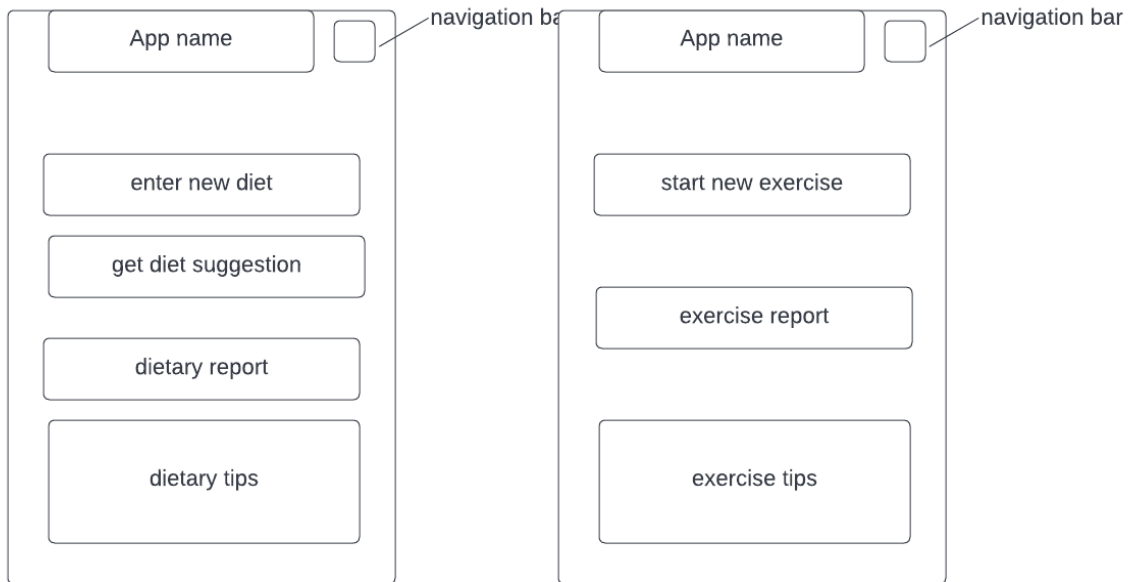 App name
navigation ba
enter new diet
get diet suggestion
dietary report
dietary tips
App name
navigation bar
start new exercise
exercise report
exercise tips